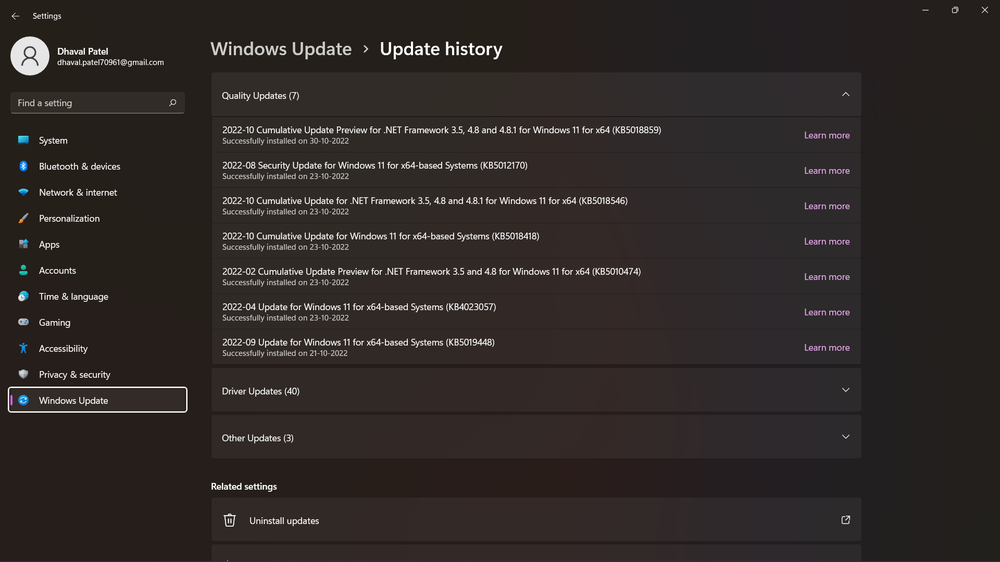 Settings
Dhaval Patel
dhaval.patel70961@gmail.com
Find a setting
System
Bluetooth & devices
Network & internet
Personalization
Apps
Accounts
Time & language
Gaming
Accessibility
Privacy & security
Windows Update
Windows Update › Update history
Quality Updates (7)
2022-10 Cumulative Update Preview for .NET Framework 3.5, 4.8 and 4.8.1 for Windows 11 for x64 (KB5018859)
Successfully installed on 30-10-2022
Learn more
2022-08 Security Update for Windows 11 for x64-based Systems (KB5012170)
Successfully installed on 23-10-2022
Learn more
2022-10 Cumulative Update for .NET Framework 3.5, 4.8 and 4.8.1 for Windows 11 for x64 (KB5018546)
Successfully installed on 23-10-2022
Learn more
2022-10 Cumulative Update for Windows 11 for x64-based Systems (KB5018418)
Successfully installed on 23-10-2022
Learn more
2022-02 Cumulative Update Preview for .NET Framework 3.5 and 4.8 for Windows 11 for x64 (KB5010474)
Successfully installed on 23-10-2022
Learn more
2022-04 Update for Windows 11 for x64-based Systems (KB4023057)
Successfully installed on 23-10-2022
Learn more
2022-09 Update for Windows 11 for x64-based Systems (KB5019448)
Successfully installed on 21-10-2022
Learn more
Driver Updates (40)
Other Updates (3)
Related settings
Uninstall updates